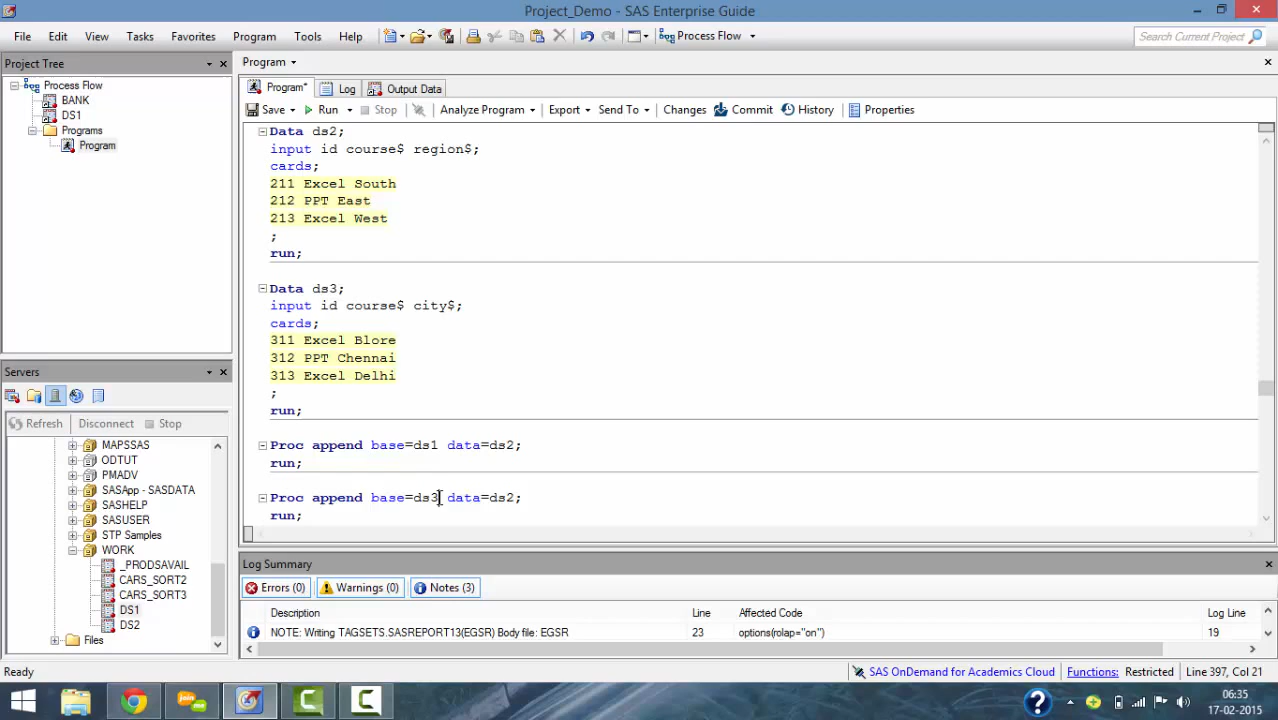 Project_Demo - SAS Enterprise Guide
File Edit View Tasks Favorites Program Tools Help Process Flow Search Current Project
Project Tree
Process Flow
BANK
DS1
Programs
Program
Program
Program* Log Output Data
Save Run Stop Analyze Program Export Send To Changes Commit History Properties
Data ds2;
input id course$ region$;
cards;
211 Excel South
212 PPT East
213 Excel West
;
run;
Data ds3;
input id course$ city$;
cards;
311 Excel Blore
312 PPT Chennai
313 Excel Delhi
;
run;
Proc append base=ds1 data=ds2;
run;
Proc append base=ds3 data=ds2;
run;
Servers
Refresh Disconnect Stop
MAPSSAS
ODTUT
PMADV
SASApp - SASDATA
SASHELP
SASUSER
STP Samples
WORK
_PRODSAVAIL
CARS_SORT2
CARS_SORT3
DS1
DS2
Files
Log Summary
Errors (0) Warnings (0) Notes (3)
Description Line Affected Code Log Line
NOTE: Writing TAGSETS.SASREPORT13(EGSR) Body file: EGSR 23 options(rolap="on") 19
Ready SAS OnDemand for Academics Cloud Functions: Restricted Line 397, Col 21
join.me
06:35
17-02-2015